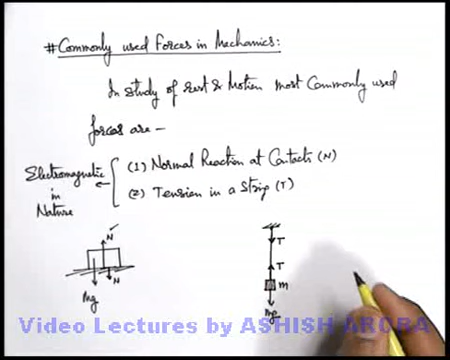 # Commonly used Forces in Mechanics:
In study of rest & Motion most Commonly used
forces are -
(1) Normal Reaction at Contacts (N)
Electromagnetic
in
Nature
(2) Tension in a Strip (T)
N
N
mg
T
T
m
mg
Video Lectures by ASHISH ARORA